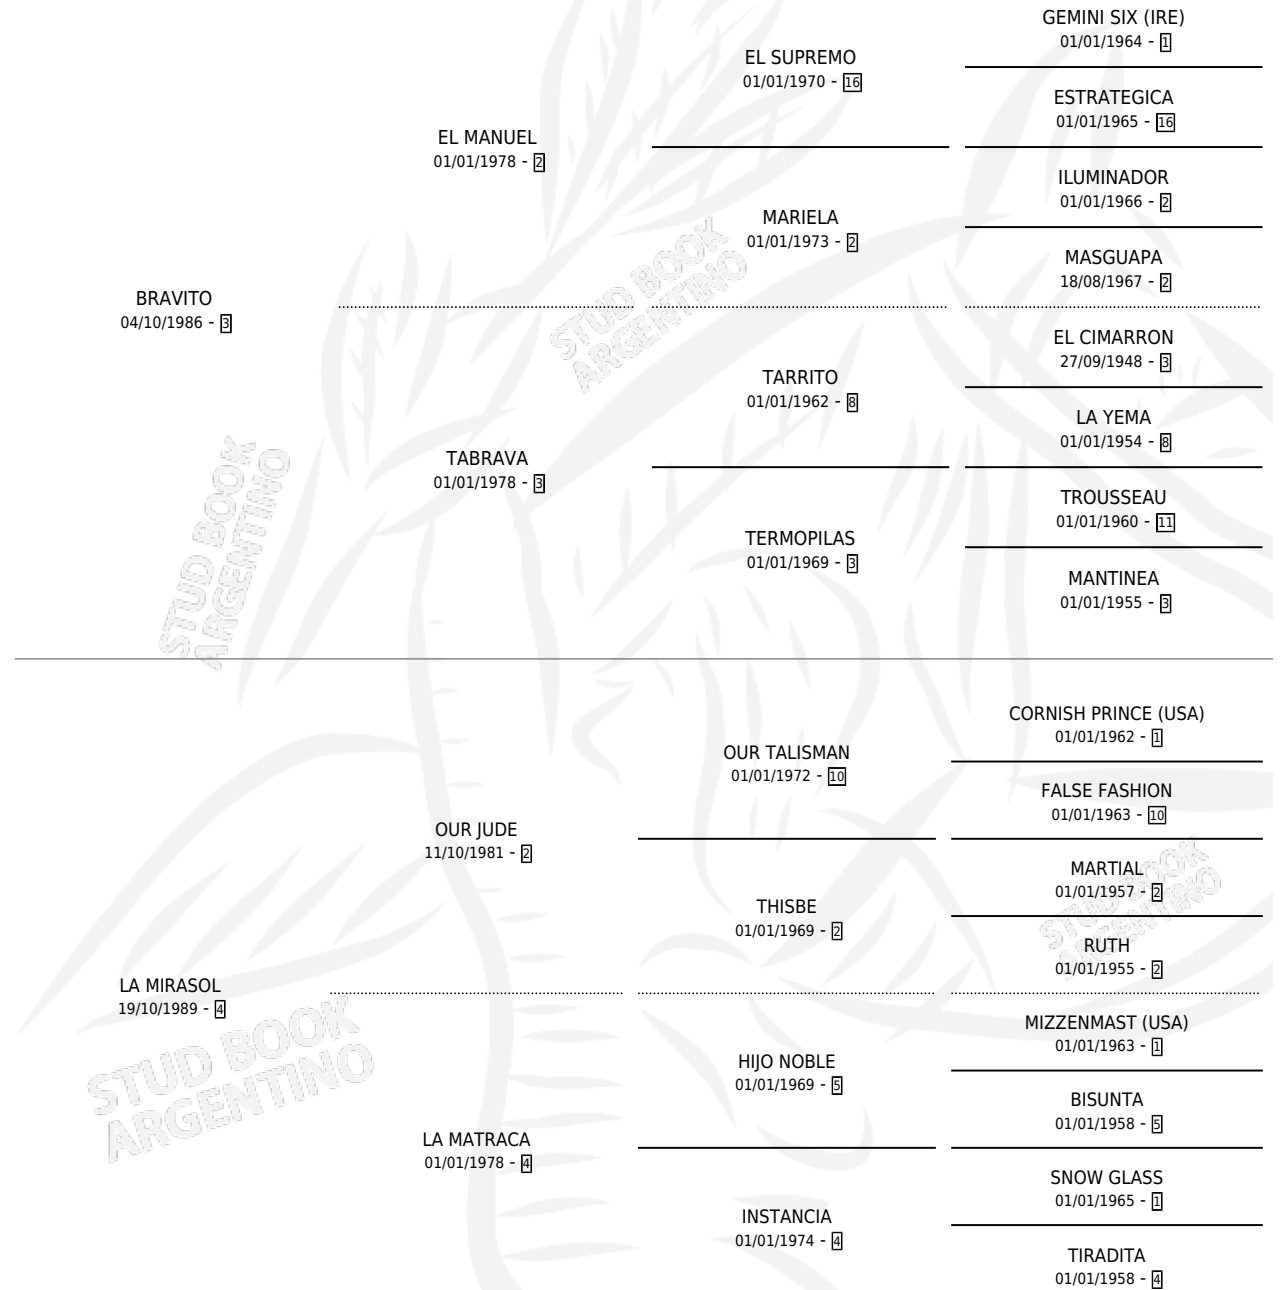 GEMINI SIX (IRE)
01/01/1964 - 1
EL SUPREMO
01/01/1970 - 16
ESTRATEGICA
01/01/1965 - 16
EL MANUEL
01/01/1978 - 2
ILUMINADOR
01/01/1966 - 2
MARIELA
01/01/1973 - 2
MASGUAPA
18/08/1967 - 2
BRAVITO
04/10/1986 - 3
EL CIMARRON
27/09/1948 - 3
TARRITO
01/01/1962 - 8
LA YEMA
01/01/1954 - 8
TABRAVA
01/01/1978 - 3
TROUSSEAU
01/01/1960 - 11
TERMOPILAS
01/01/1969 - 3
MANTINEA
01/01/1955 - 3
STUD BOOK
ARGENTINO
STUD BOOK
ARGENTINO
CORNISH PRINCE (USA)
01/01/1962 - 1
OUR TALISMAN
01/01/1972 - 10
FALSE FASHION
01/01/1963 - 10
OUR JUDE
11/10/1981 - 2
MARTIAL
01/01/1957 - 2
THISBE
01/01/1969 - 2
RUTH
01/01/1955 - 2
LA MIRASOL
19/10/1989 - 4
MIZZENMAST (USA)
01/01/1963 - 1
HIJO NOBLE
01/01/1969 - 5
BISUNTA
01/01/1958 - 5
LA MATRACA
01/01/1978 - 4
SNOW GLASS
01/01/1965 - 1
INSTANCIA
01/01/1974 - 4
TIRADITA
01/01/1958 - 4
STUD BOOK
ARGENTINO
STUD BOOK
ARGENTINO